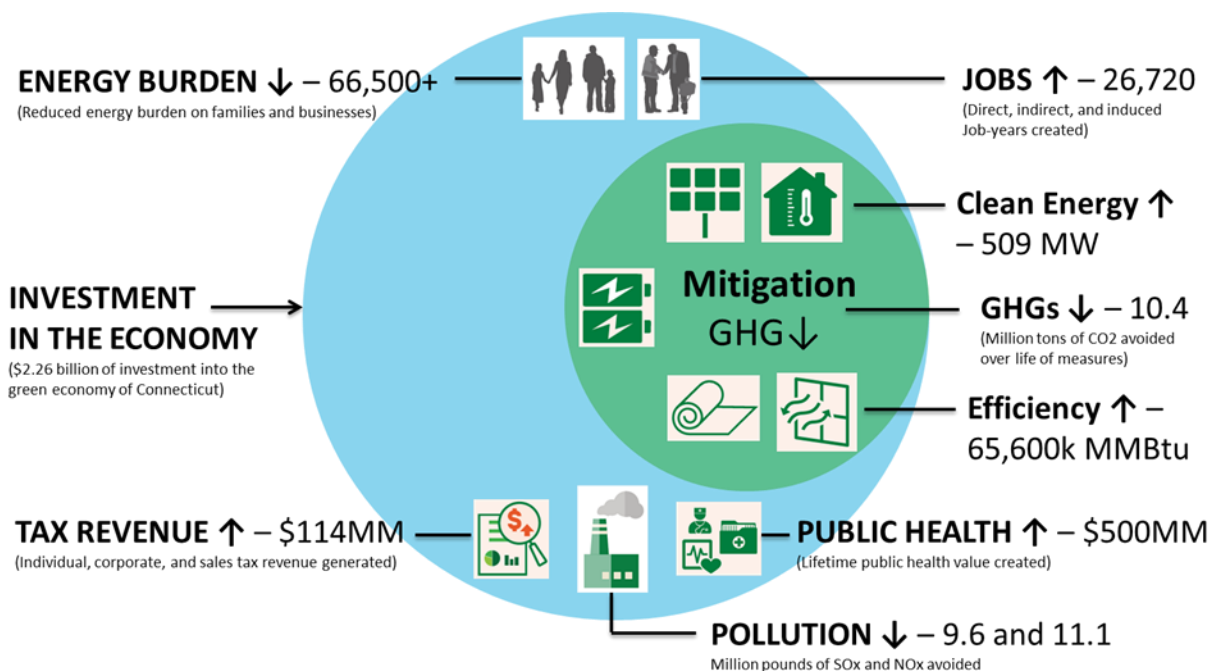 ENERGY BURDEN ↓ – 66,500+
(Reduced energy burden on families and businesses)
JOBS ↑ – 26,720
(Direct, indirect, and induced
Job-years created)
Clean Energy ↑
– 509 MW
INVESTMENT
IN THE ECONOMY
($2.26 billion of investment into the
green economy of Connecticut)
Mitigation
GHG ↓
GHGs ↓ – 10.4
(Million tons of CO2 avoided
over life of measures)
Efficiency ↑ –
65,600k MMBtu
TAX REVENUE ↑ – $114MM
(Individual, corporate, and sales tax revenue generated)
$
PUBLIC HEALTH ↑ – $500MM
(Lifetime public health value created)
POLLUTION ↓ – 9.6 and 11.1
Million pounds of SOx and NOx avoided